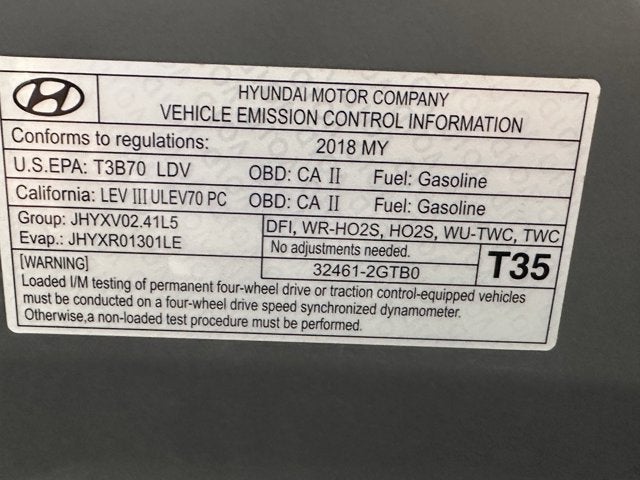 HYUNDAI MOTOR COMPANY
VEHICLE EMISSION CONTROL INFORMATION
Conforms to regulations: 2018 MY
U.S.EPA: T3B70 LDV OBD: CA II Fuel: Gasoline
California: LEV III ULEV70 PC OBD: CA II Fuel: Gasoline
Group: JHYXV02.41L5
Evap.: JHYXR01301LE
DFI, WR-HO2S, HO2S, WU-TWC, TWC
No adjustments needed.
32461-2GTB0
T35
[WARNING]
Loaded I/M testing of permanent four-wheel drive or traction control-equipped vehicles
must be conducted on a four-wheel drive speed synchronized dynamometer.
Otherwise,a non-loaded test procedure must be performed.